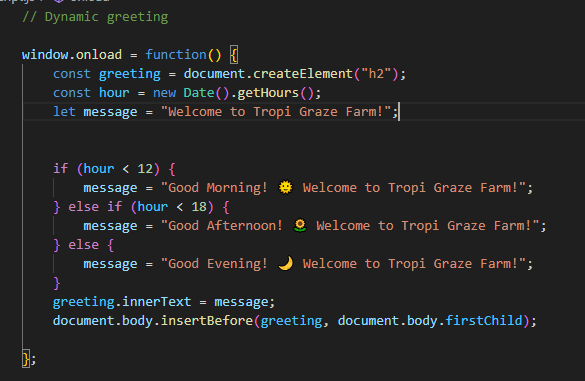 // Dynamic greeting
window.onload = function() {
const greeting = document.createElement("h2");
const hour = new Date().getHours();
let message = "Welcome to Tropi Graze Farm!";
if (hour < 12) {
message = "Good Morning! 🌞 Welcome to Tropi Graze Farm!";
} else if (hour < 18) {
message = "Good Afternoon! 🌻 Welcome to Tropi Graze Farm!";
} else {
message = "Good Evening! 🌙 Welcome to Tropi Graze Farm!";
}
greeting.innerText = message;
document.body.insertBefore(greeting, document.body.firstChild);
};